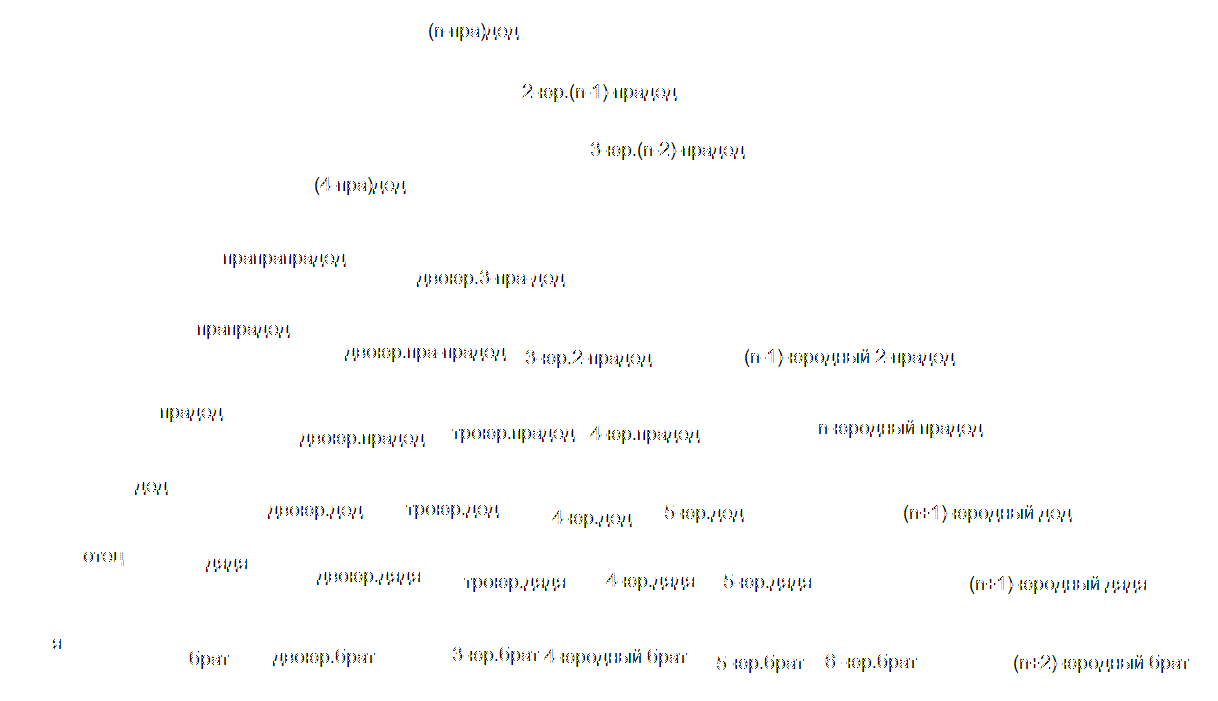 (n-пра)дед
2-юр.(n-1)-прадед
3-юр.(n-2)-прадед
(4-пра)дед
прапрапрадед
двоюр.3-пра-дед
прапрадед
двоюр.пра-прадед 3-юр.2-прадед (n-1)-юродный 2-прадед
прадед
двоюр.прадед троюр.прадед 4-юр.прадед n-юродный прадед
дед
двоюр.дед троюр.дед 4-юр.дед 5-юр.дед (n+1)-юродный дед
отец дядя
двоюр.дядя троюр.дядя 4-юр.дядя 5-юр.дядя (n+1)-юродный дядя
я
брат двоюр.брат 3-юр.брат 4-юродный брат 5-юр.брат 6-юр.брат (n+2)-юродный брат